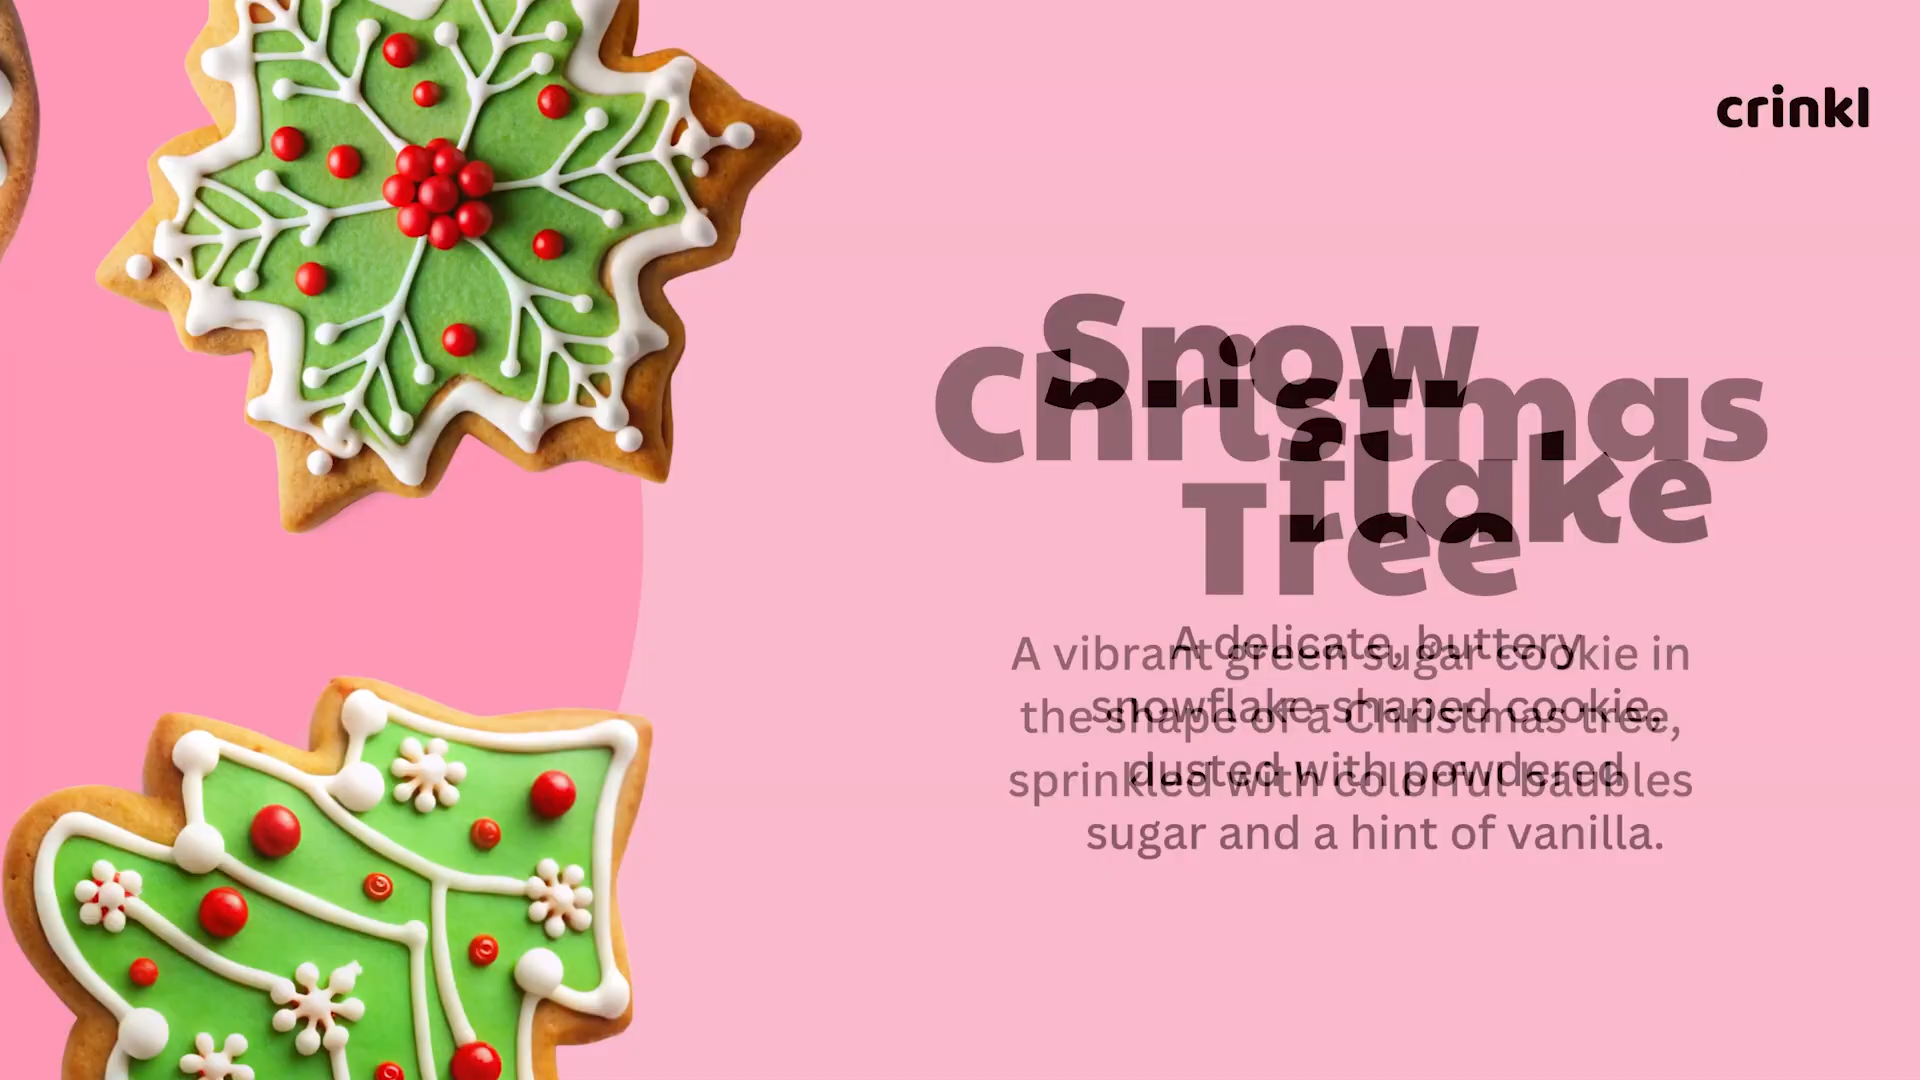 crinkl
Snow
flake
Christmas
Tree
A delicate, buttery
snowflake-shaped cookie,
dusted with powdered
sugar and a hint of vanilla.
A vibrant green sugar cookie in
the shape of a Christmas tree,
sprinkled with colorful baubles